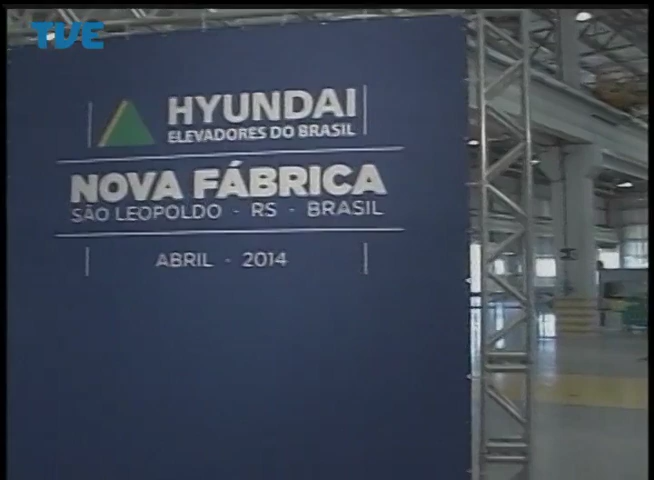 TVE
HYUNDAI
ELEVADORES DO BRASIL
NOVA FÁBRICA
SÃO LEOPOLDO - RS - BRASIL
ABRIL - 2014